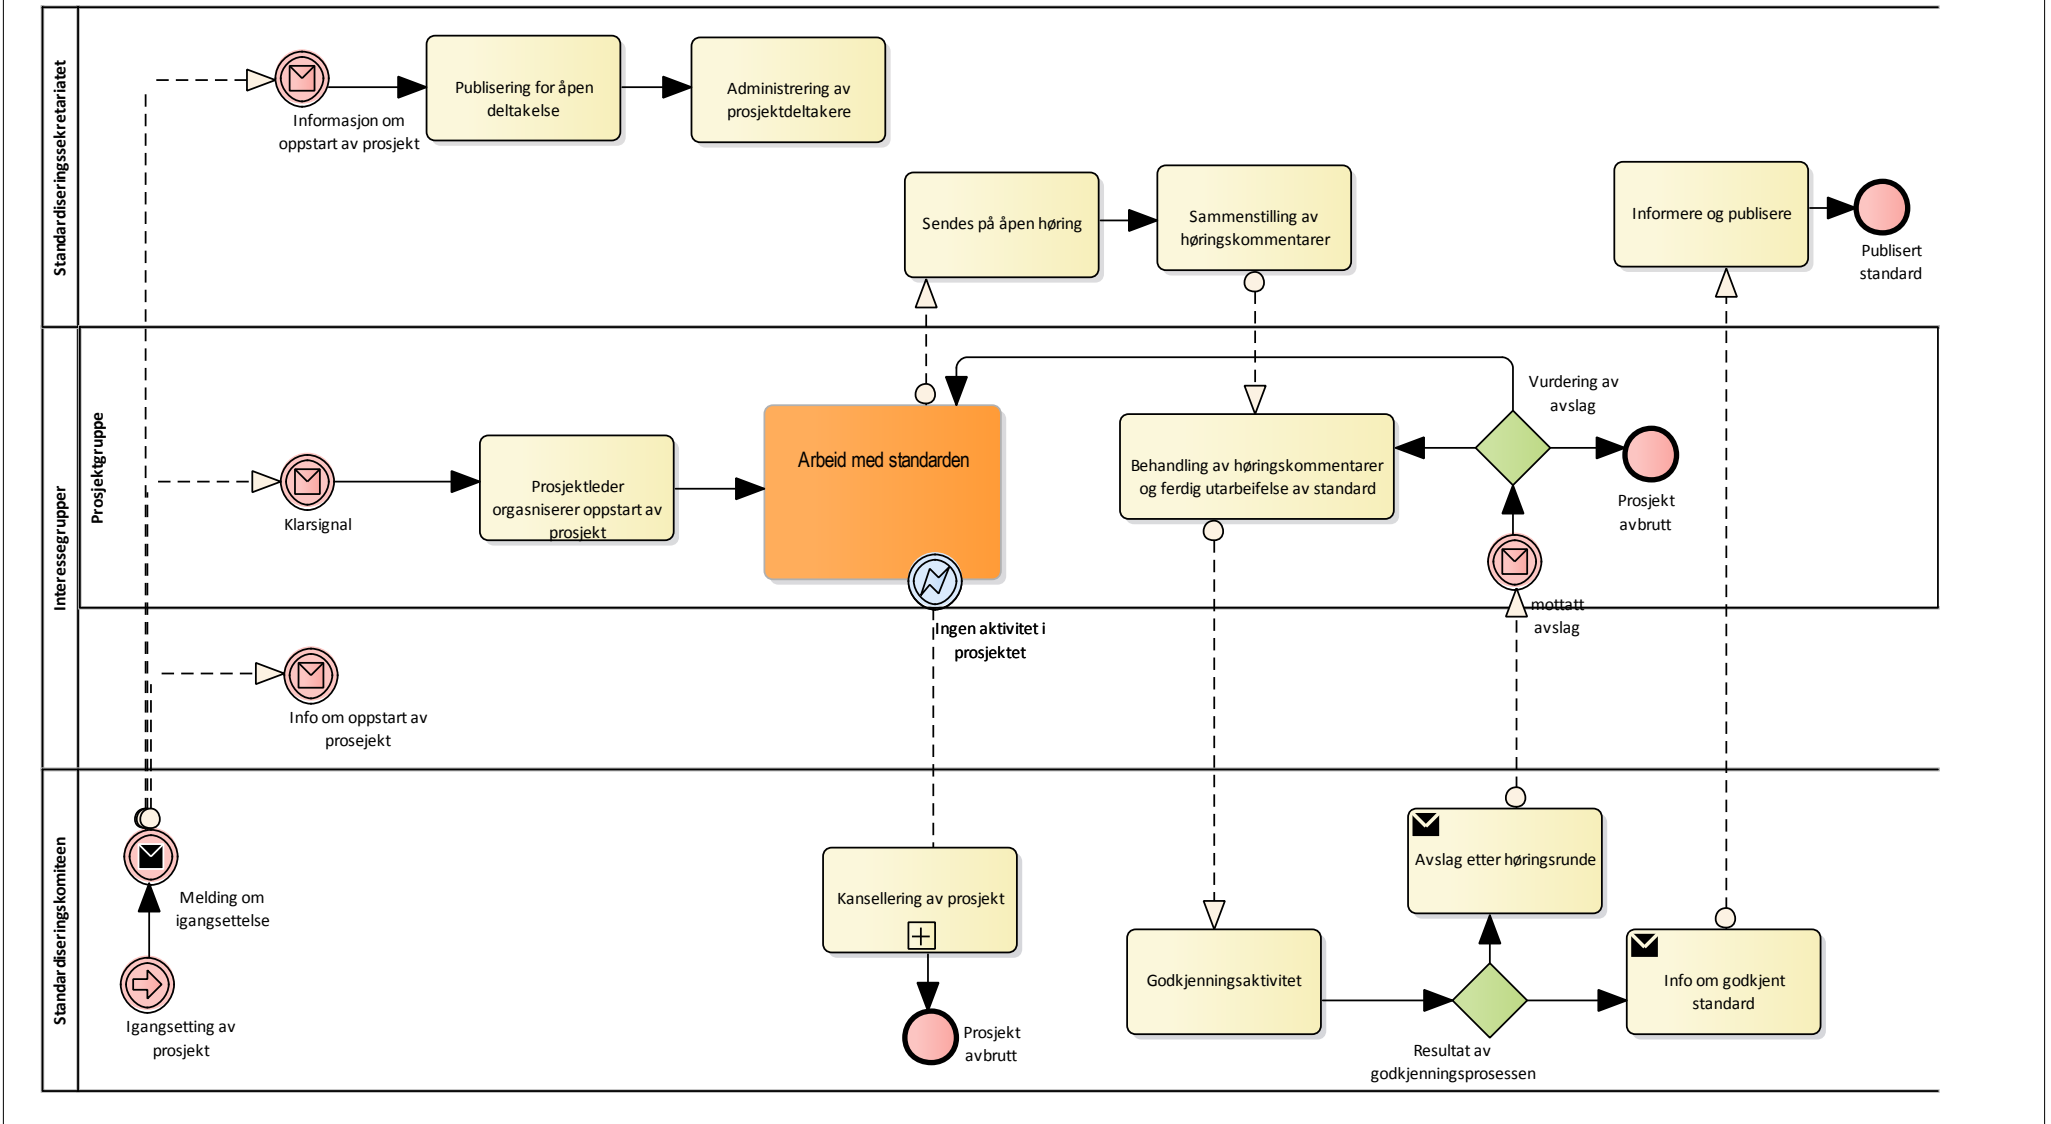 Standardiseringssekretariatet
Informasjon om
oppstart av prosjekt
Publisering for åpen
deltakelse
Administrering av
prosjektdeltakere
Sendes på åpen høring
Sammenstilling av
høringskommentarer
Informere og publisere
Publisert
standard
Interessegrupper
Prosjektgruppe
Klarsignal
Prosjektleder
orgasniserer oppstart av
prosjekt
Arbeid med standarden
Ingen aktivitet i
prosjektet
Behandling av høringskommentarer
og ferdig utarbeifelse av standard
Vurdering av
avslag
Prosjekt
avbrutt
mottatt
avslag
Info om oppstart av
prosejekt
Standardiseringskomiteen
Melding om
igangsettelse
Igangsetting av
prosjekt
Kansellering av prosjekt
Prosjekt
avbrutt
Godkjenningsaktivitet
Avslag etter høringsrunde
Resultat av
godkjenningsprosessen
Info om godkjent
standard